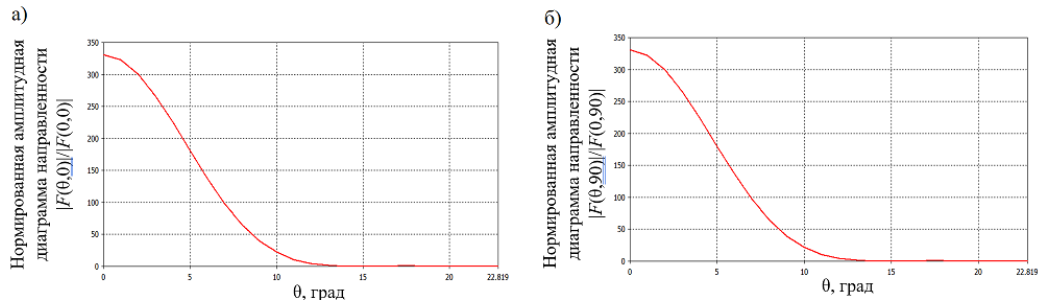 а)
Нормированная амплитудная
диаграмма направленности
|F(θ,0)|/|F(0,0)|
350
300
250
200
150
100
50
0
0 5 10 15 20 22.819
θ, град
б)
Нормированная амплитудная
диаграмма направленности
|F(θ,90)|/|F(0,90)|
350
300
250
200
150
100
50
0
0 5 10 15 20 22.819
θ, град